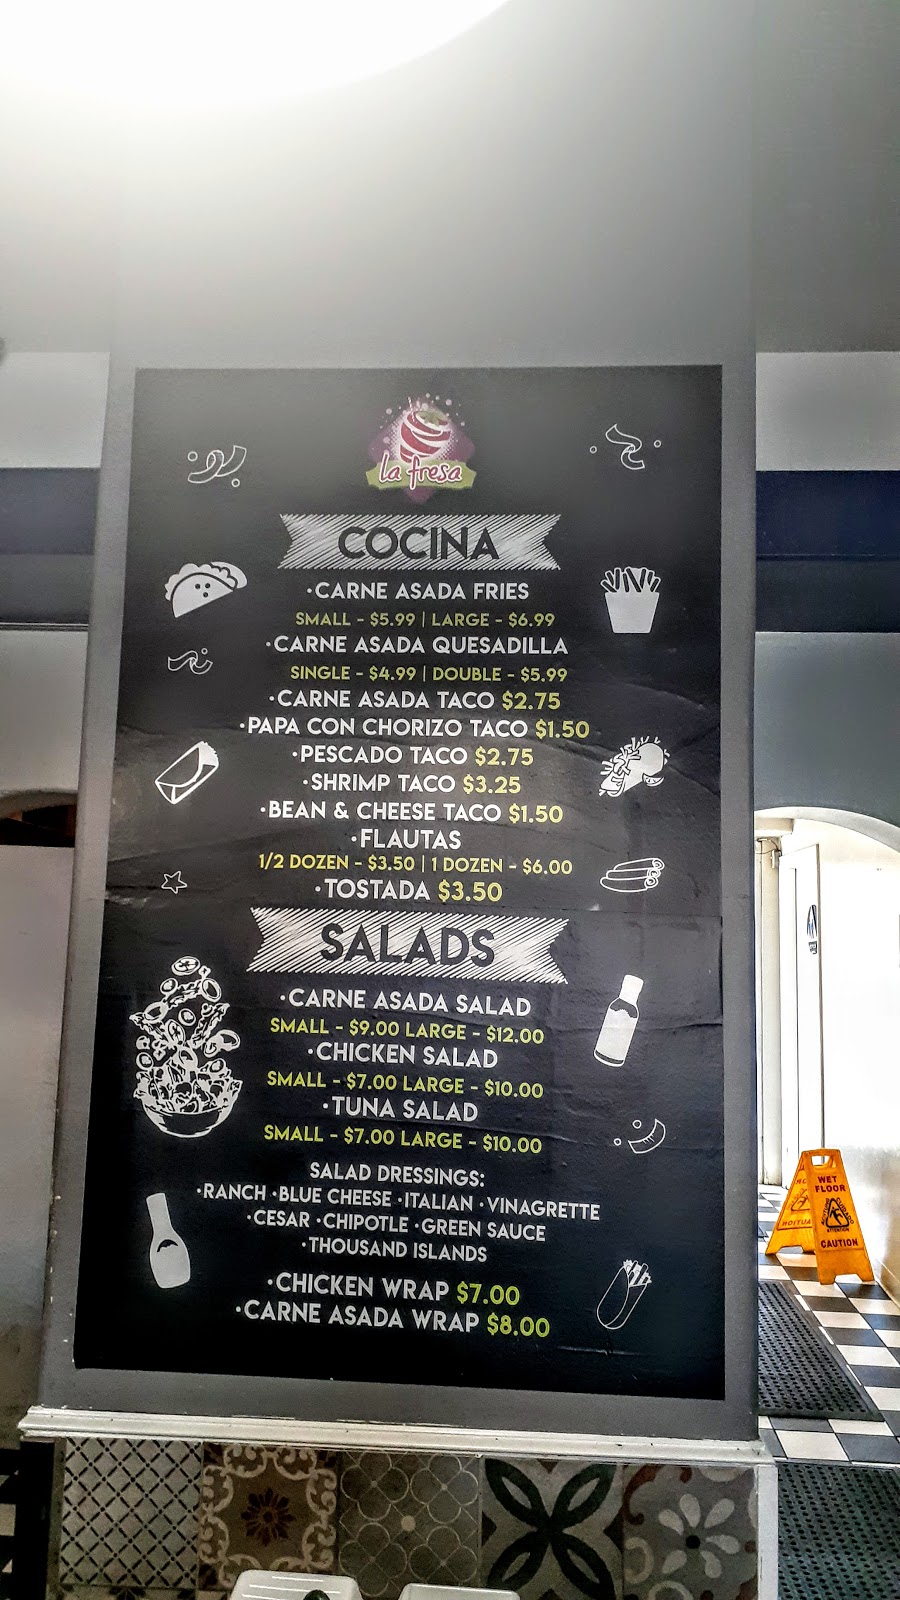 la fresa
COCINA
·CARNE ASADA FRIES
SMALL - $5.99 | LARGE - $6.99
·CARNE ASADA QUESADILLA
SINGLE - $4.99 | DOUBLE - $5.99
·CARNE ASADA TACO $2.75
·PAPA CON CHORIZO TACO $1.50
·PESCADO TACO $2.75
·SHRIMP TACO $3.25
·BEAN & CHEESE TACO $1.50
·FLAUTAS
1/2 DOZEN - $3.50 | 1 DOZEN - $6.00
·TOSTADA $3.50
SALADS
·CARNE ASADA SALAD
SMALL - $9.00 LARGE - $12.00
·CHICKEN SALAD
SMALL - $7.00 LARGE - $10.00
·TUNA SALAD
SMALL - $7.00 LARGE - $10.00
SALAD DRESSINGS:
·RANCH ·BLUE CHEESE ·ITALIAN ·VINAGRETTE
·CESAR ·CHIPOTLE ·GREEN SAUCE
·THOUSAND ISLANDS
·CHICKEN WRAP $7.00
·CARNE ASADA WRAP $8.00
WET
FLOOR
CAUTION